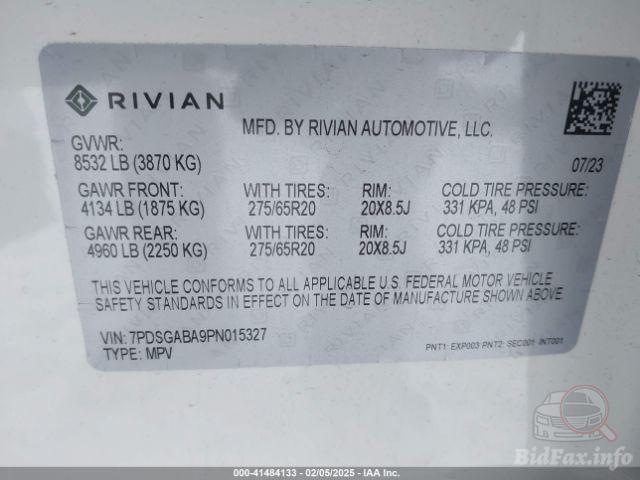 RIVIAN
MFD. BY RIVIAN AUTOMOTIVE, LLC.
GVWR:
8532 LB (3870 KG) 07/23
GAWR FRONT: WITH TIRES: RIM: COLD TIRE PRESSURE:
4134 LB (1875 KG) 275/65R20 20X8.5J 331 KPA, 48 PSI
GAWR REAR: WITH TIRES: RIM: COLD TIRE PRESSURE:
4960 LB (2250 KG) 275/65R20 20X8.5J 331 KPA, 48 PSI
THIS VEHICLE CONFORMS TO ALL APPLICABLE U.S. FEDERAL MOTOR VEHICLE
SAFETY STANDARDS IN EFFECT ON THE DATE OF MANUFACTURE SHOWN ABOVE.
VIN: 7PDSGABA9PN015327
TYPE: MPV
PNT1: EXP003 PNT2: SEC001 INT001
BidFax.info
000-41484133 - 02/05/2025 - IAA Inc.